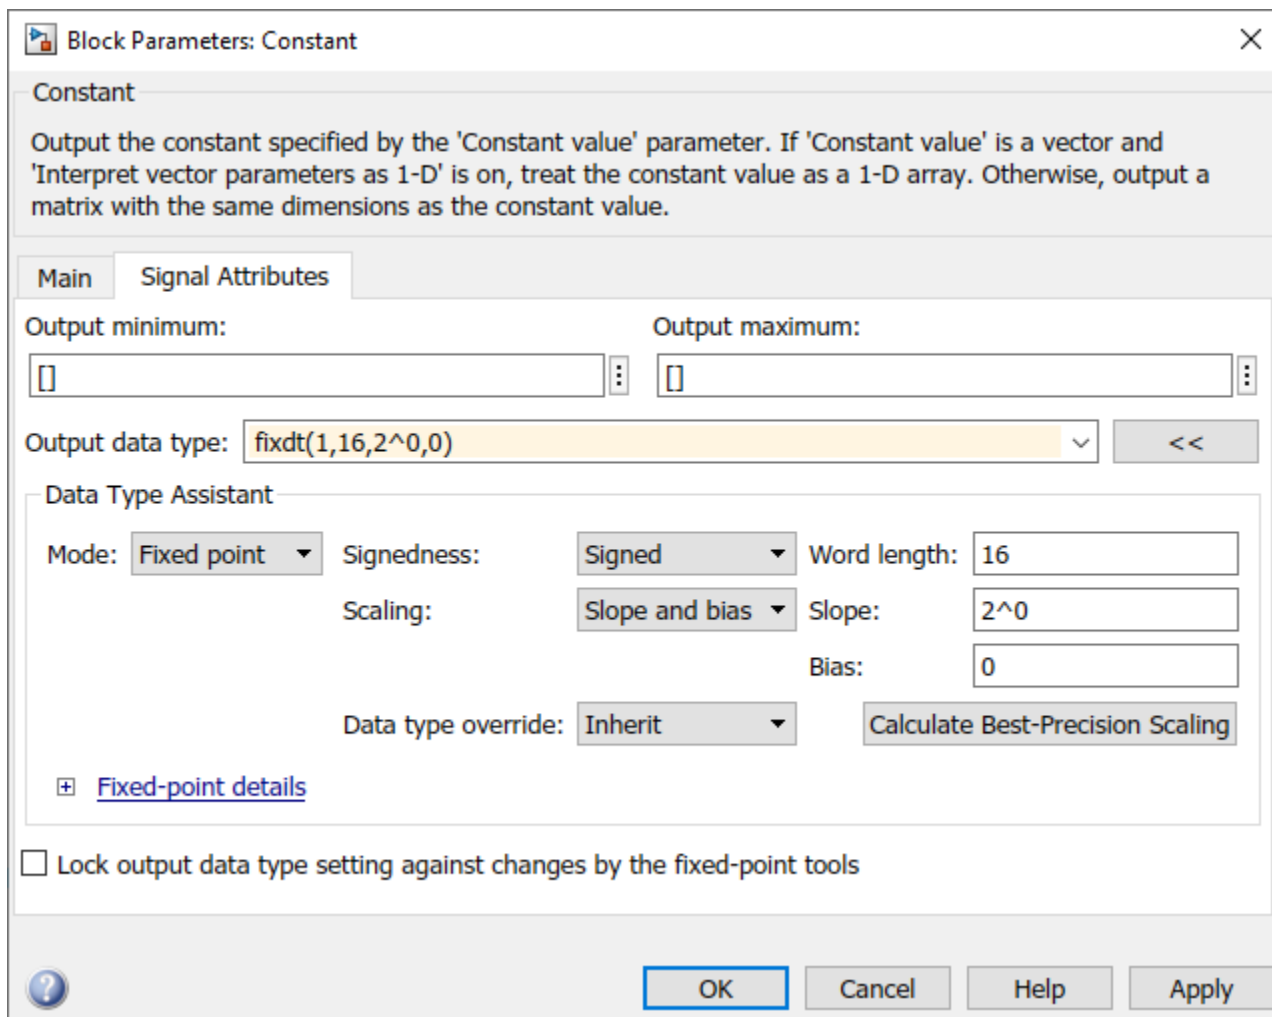 Block Parameters: Constant
Constant
Output the constant specified by the 'Constant value' parameter. If 'Constant value' is a vector and
'Interpret vector parameters as 1-D' is on, treat the constant value as a 1-D array. Otherwise, output a
matrix with the same dimensions as the constant value.
Main Signal Attributes
Output minimum: Output maximum:
[] []
Output data type: fixdt(1,16,2^0,0) <<
Data Type Assistant
Mode: Fixed point Signedness: Signed Word length: 16
Scaling: Slope and bias Slope: 2^0
Bias: 0
Data type override: Inherit Calculate Best-Precision Scaling
Fixed-point details
Lock output data type setting against changes by the fixed-point tools
? OK Cancel Help Apply